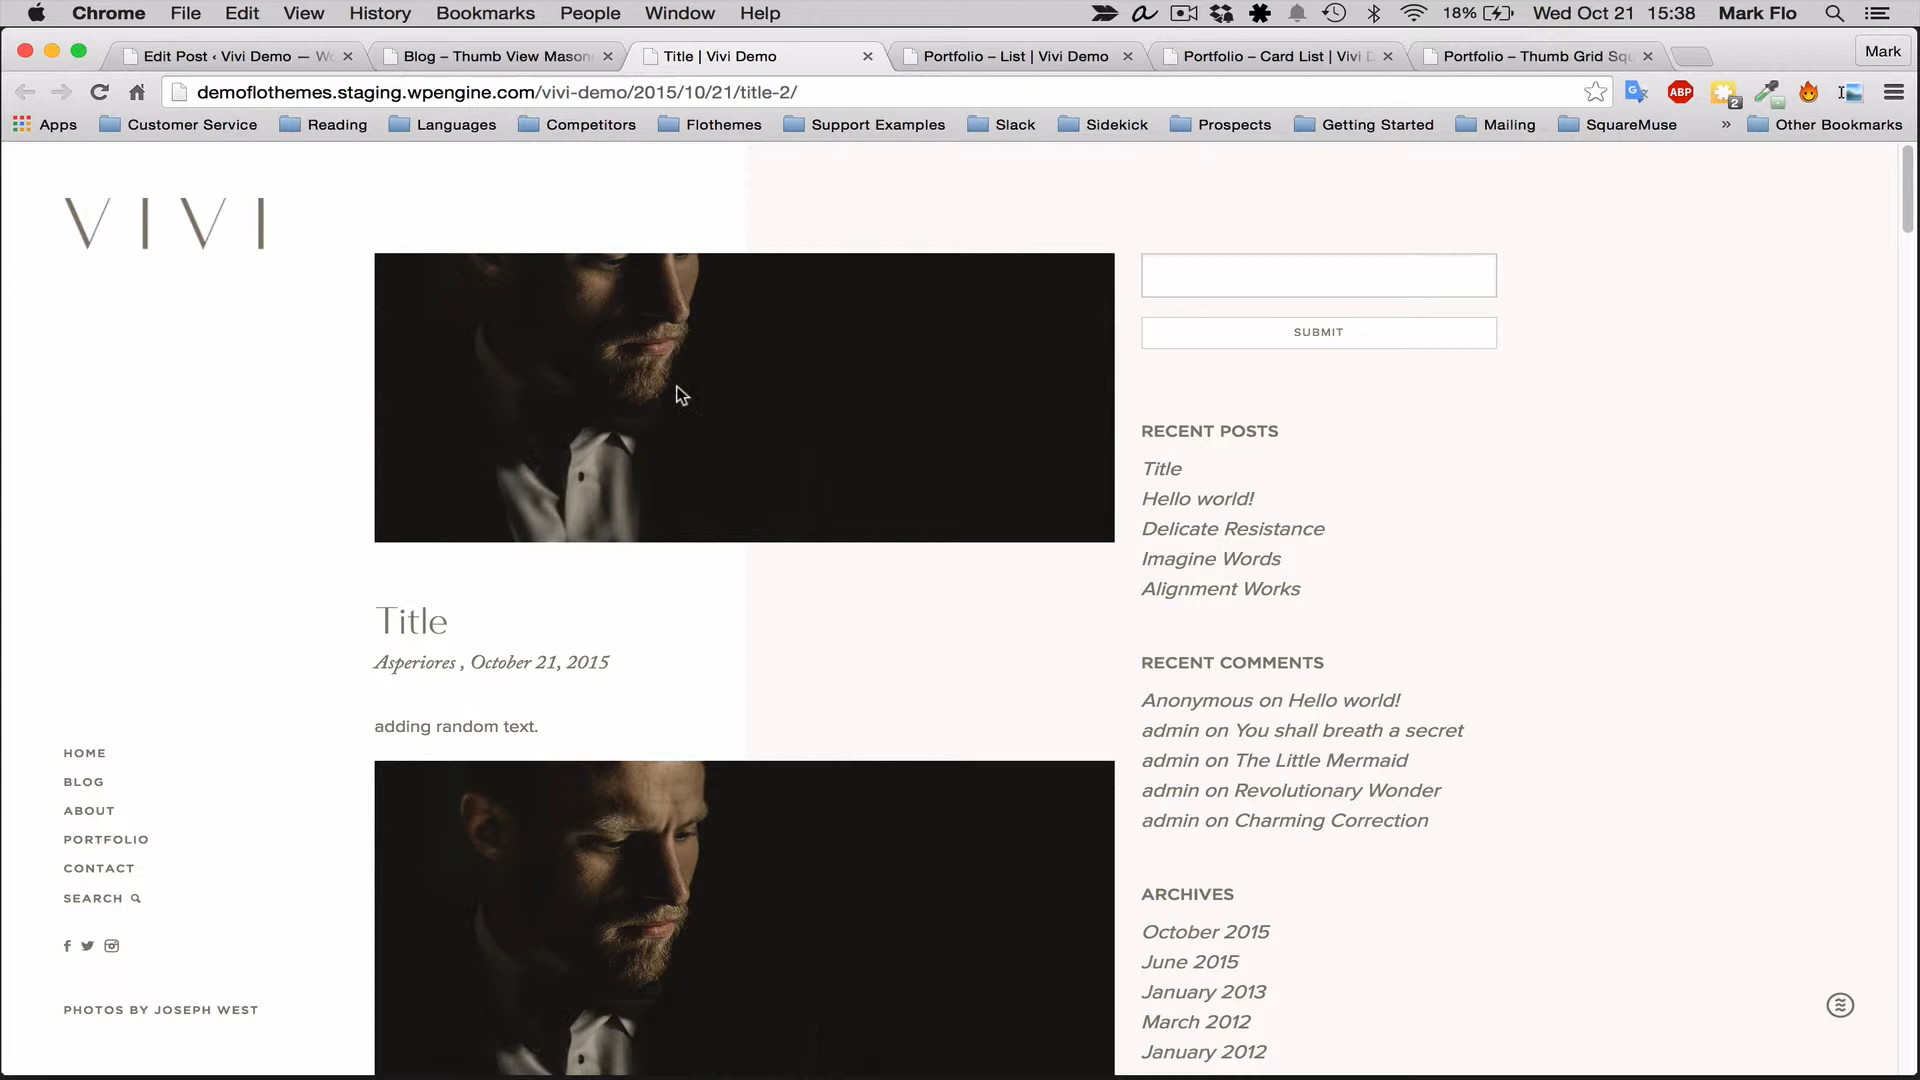 Chrome File Edit View History Bookmarks People Window Help 18% Wed Oct 21 15:38 Mark Flo
Edit Post ‹ Vivi Demo — Wo
Blog – Thumb View Mason
Title | Vivi Demo
Portfolio – List | Vivi Demo
Portfolio – Card List | Vivi D
Portfolio – Thumb Grid Squ
Mark
demoflothemes.staging.wpengine.com/vivi-demo/2015/10/21/title-2/
ABP
2
Apps Customer Service Reading Languages Competitors Flothemes Support Examples Slack Sidekick Prospects Getting Started Mailing SquareMuse » Other Bookmarks
VIVI
SUBMIT
RECENT POSTS
Title
Hello world!
Delicate Resistance
Imagine Words
Alignment Works
Title
Asperiores , October 21, 2015
adding random text.
RECENT COMMENTS
Anonymous on Hello world!
admin on You shall breath a secret
admin on The Little Mermaid
admin on Revolutionary Wonder
admin on Charming Correction
HOME
BLOG
ABOUT
PORTFOLIO
CONTACT
SEARCH
ARCHIVES
October 2015
June 2015
January 2013
March 2012
January 2012
PHOTOS BY JOSEPH WEST